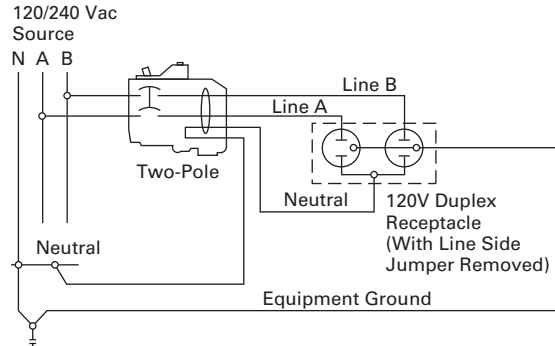 120/240 Vac
Source
N A B
Line B
Line A
Two-Pole
Neutral
120V Duplex
Receptacle
(With Line Side
Jumper Removed)
Neutral
Equipment Ground